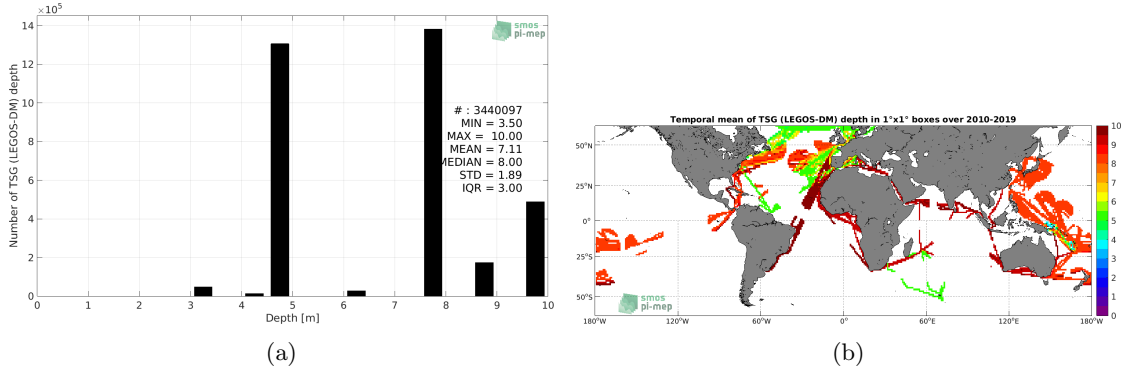 14 ×10⁵
12
10
8
6
4
2
0
Number of TSG (LEGOS-DM) depth
smos
pi-mep
# : 3440097
MIN = 3.50
MAX = 10.00
MEAN = 7.11
MEDIAN = 8.00
STD = 1.89
IQR = 3.00
0 1 2 3 4 5 6 7 8 9 10
Depth [m]
(a)
Temporal mean of TSG (LEGOS-DM) depth in 1°x1° boxes over 2010-2019
50°N
25°N
0°
25°S
50°S
smos
pi-mep
180°W 120°W 60°W 0° 60°E 120°E 180°E
10
9
8
7
6
5
4
3
2
1
0
(b)